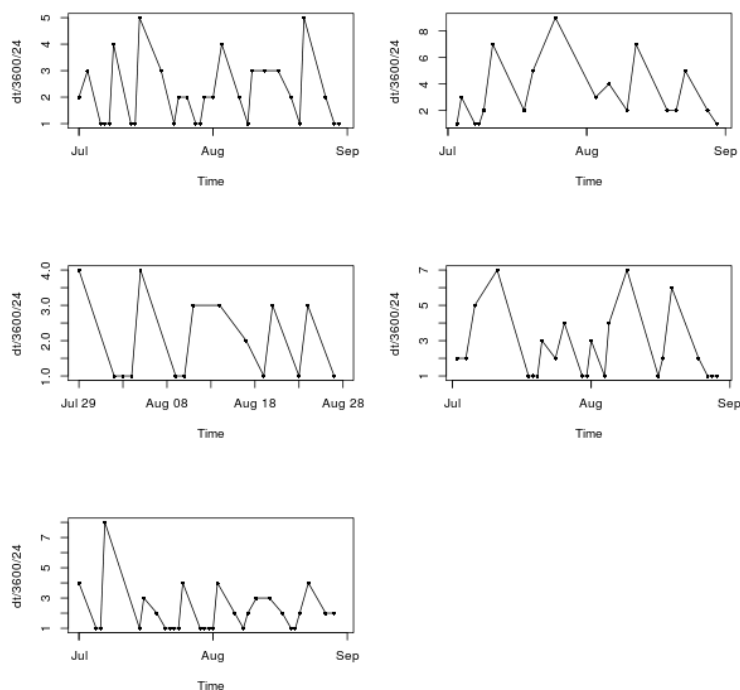 dt/3600/24
5
4
3
2
1
Jul Aug Sep
Time
dt/3600/24
8
6
4
2
Jul Aug Sep
Time
dt/3600/24
4.0
3.0
2.0
1.0
Jul 29 Aug 08 Aug 18 Aug 28
Time
dt/3600/24
7
5
3
1
Jul Aug Sep
Time
dt/3600/24
7
5
3
1
Jul Aug Sep
Time